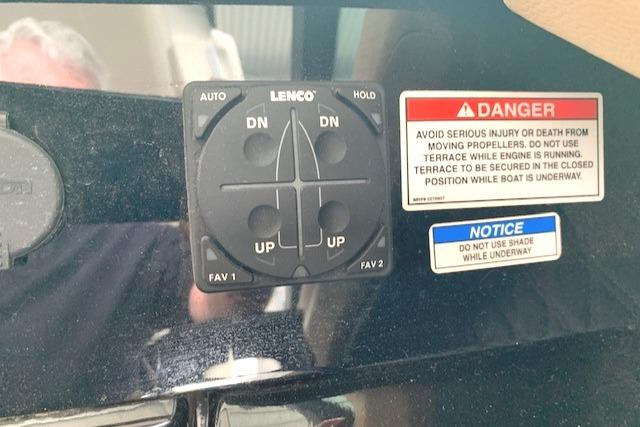 AUTO
LENCO
HOLD
DN
DN
UP
UP
FAV 1
FAV 2
DANGER
AVOID SERIOUS INJURY OR DEATH FROM
MOVING PROPELLERS. DO NOT USE
TERRACE WHILE ENGINE IS RUNNING.
TERRACE TO BE SECURED IN THE CLOSED
POSITION WHILE BOAT IS UNDERWAY.
NOTICE
DO NOT USE SHADE
WHILE UNDERWAY